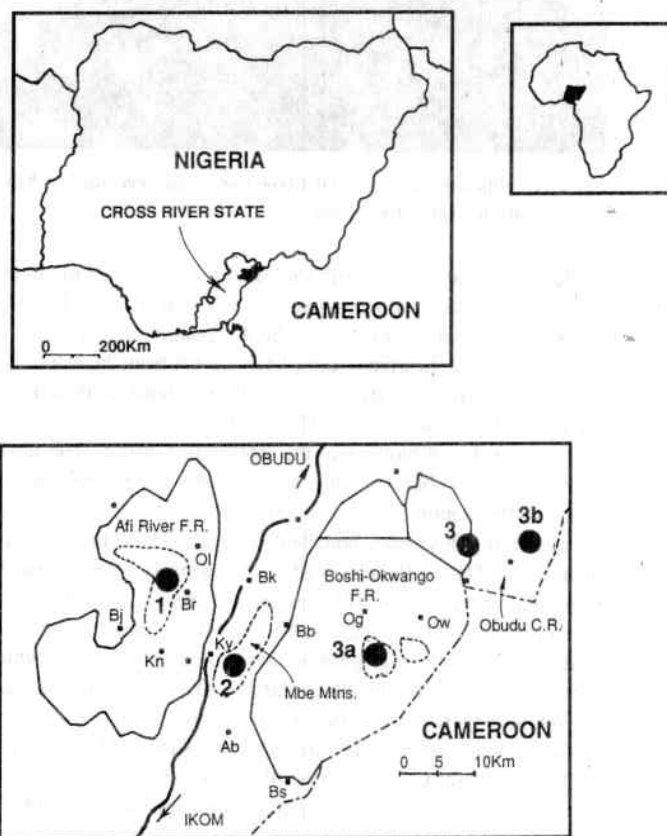 NIGERIA
CROSS RIVER STATE
CAMEROON
0 200Km
OBUDU
Afi River F.R.
Ol
1
Br
Bj
Kn
Ky
2
Bk
Bb
Mbe Mtns.
Ab
Bs
IKOM
3
3b
Boshi-Okwango
F.R.
Og
Ow
3a
Obudu C.R.
CAMEROON
0 5 10Km